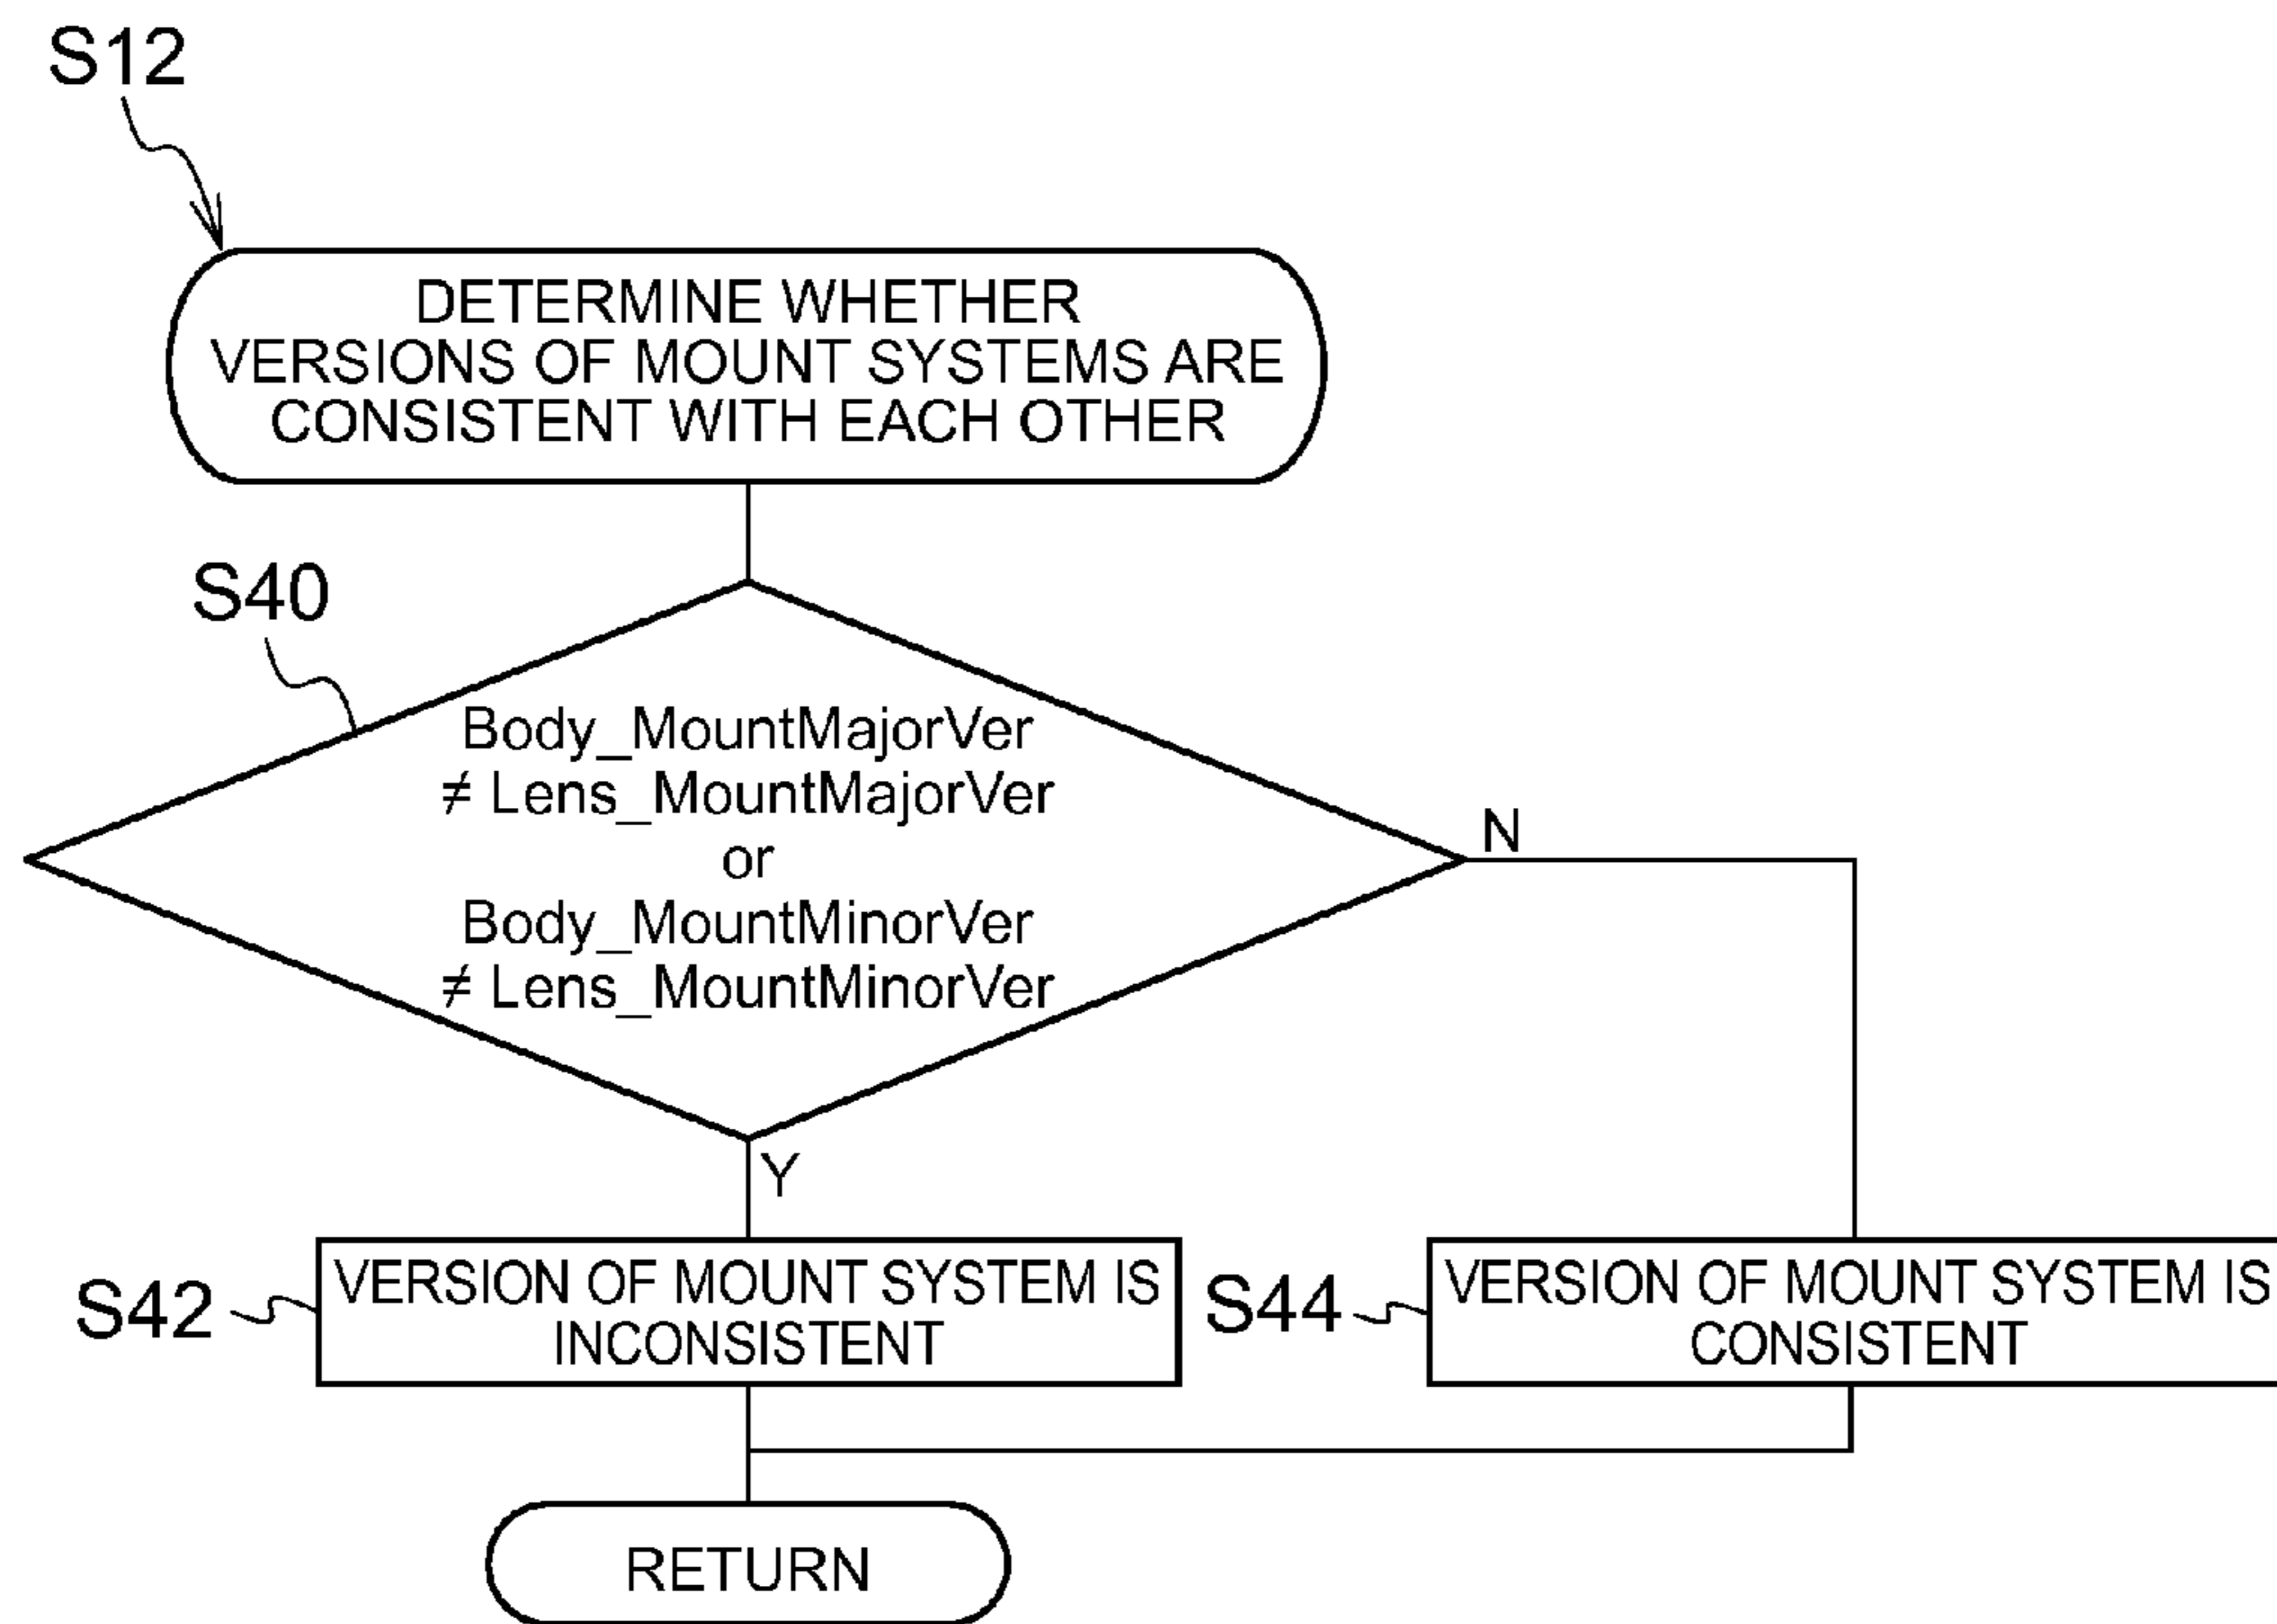 S12
DETERMINE WHETHER
VERSIONS OF MOUNT SYSTEMS ARE
CONSISTENT WITH EACH OTHER
S40
Body_MountMajorVer
≠ Lens_MountMajorVer
or
Body_MountMinorVer
≠ Lens_MountMinorVer
N
Y
S42
VERSION OF MOUNT SYSTEM IS
INCONSISTENT
S44
VERSION OF MOUNT SYSTEM IS
CONSISTENT
RETURN